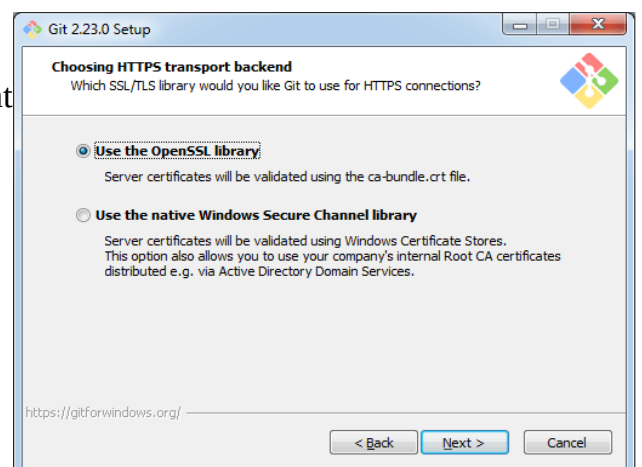 Git 2.23.0 Setup
Choosing HTTPS transport backend
Which SSL/TLS library would you like Git to use for HTTPS connections?
Use the OpenSSL library
Server certificates will be validated using the ca-bundle.crt file.
Use the native Windows Secure Channel library
Server certificates will be validated using Windows Certificate Stores.
This option also allows you to use your company's internal Root CA certificates
distributed e.g. via Active Directory Domain Services.
https://gitforwindows.org/
< Back Next > Cancel